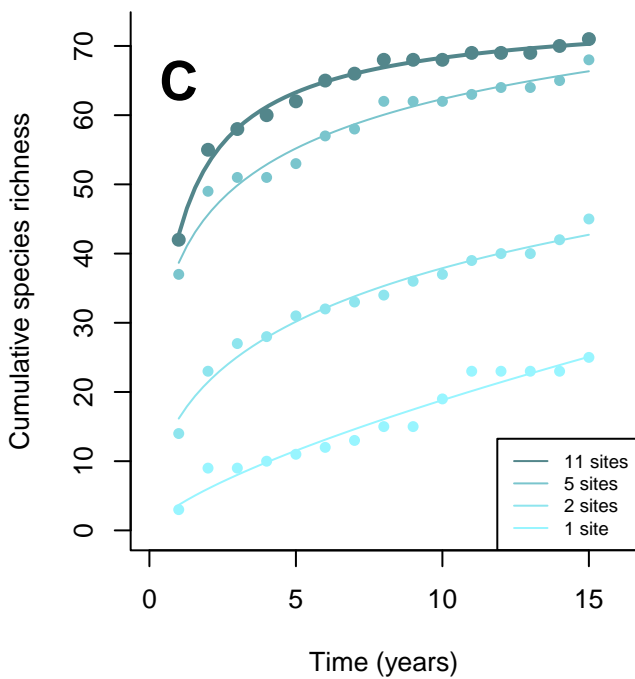 C
Cumulative species richness
70
60
50
40
30
20
10
0
0 5 10 15
Time (years)
11 sites
5 sites
2 sites
1 site